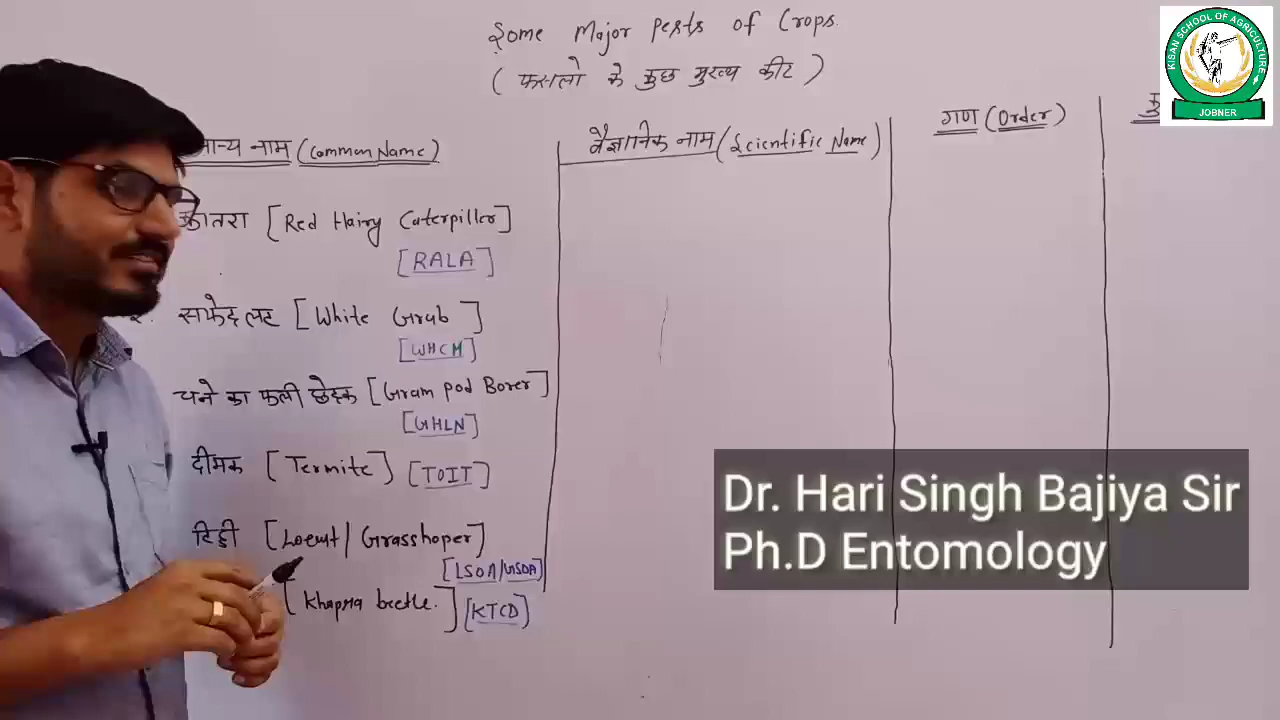 Some Major Pests of Crops.
( फसलो के कुछ मुख्य कीट )
KISAN SCHOOL OF AGRICULTURE
JOBNER
नाम (Common Name)
वैज्ञानिक नाम (Scientific Name)
गण (Order)
कातरा [Red Hairy Caterpiller]
[RALA]
2. सफेद लट [White Grub]
[WHCM]
चने का फली छेदक [Gram Pod Borer]
[GHLN]
दीमक [Termite] [TOIT]
टिड्डी [Locust/Grasshoper]
[LSOA/GSOA]
[Khapra beetle.] [KTCD]
Dr. Hari Singh Bajiya Sir
Ph.D Entomology